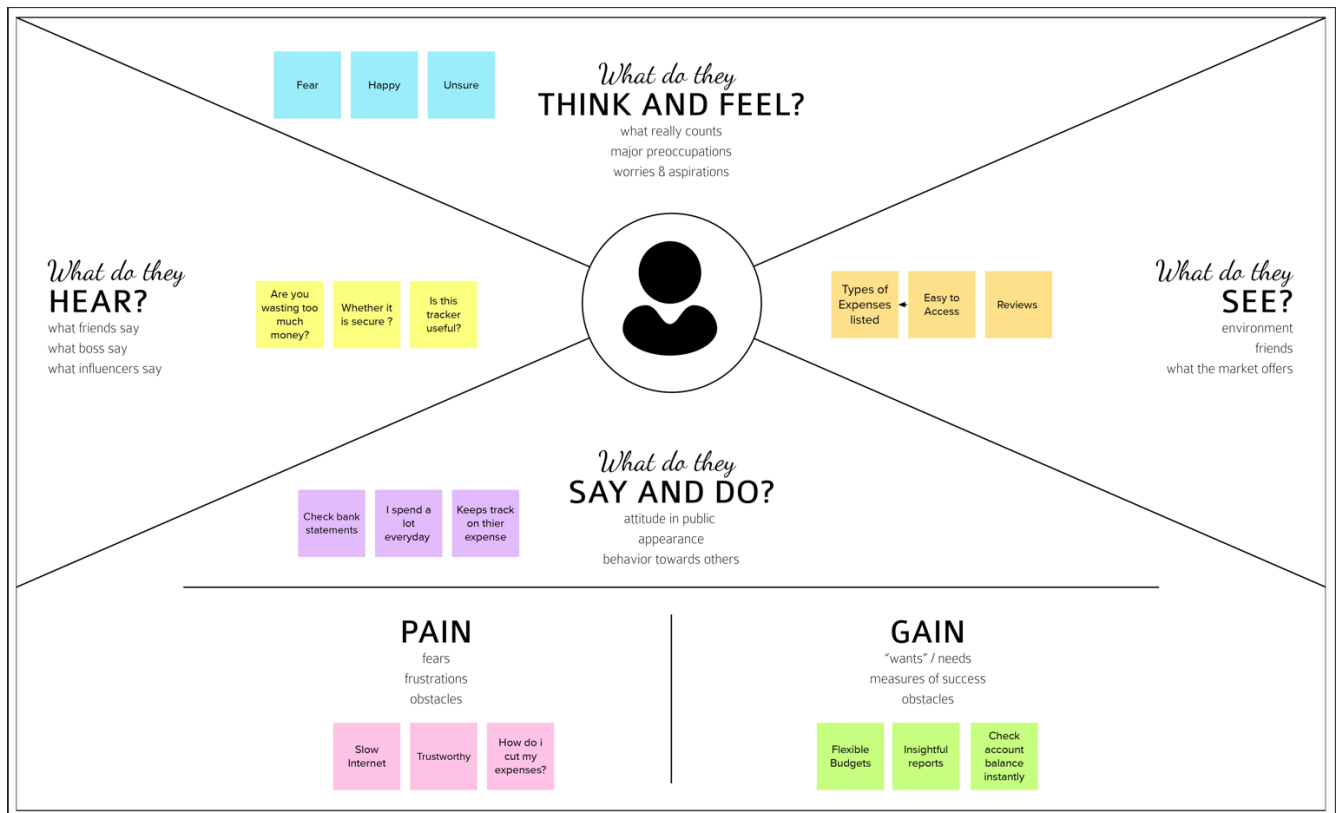 Fear
Happy
Unsure
What do they
THINK AND FEEL?
what really counts
major preoccupations
worries & aspirations
What do they
HEAR?
what friends say
what boss say
what influencers say
Are you
wasting too
much
money?
Whether it
is secure ?
Is this
tracker
useful?
Types of
Expenses
listed
Easy to
Access
Reviews
What do they
SEE?
environment
friends
what the market offers
What do they
SAY AND DO?
attitude in public
appearance
behavior towards others
Check bank
statements
I spend a
lot
everyday
Keeps track
on thier
expense
PAIN
fears
frustrations
obstacles
Slow
Internet
Trustworthy
How do i
cut my
expenses?
GAIN
“wants” / needs
measures of success
obstacles
Flexible
Budgets
Insightful
reports
Check
account
balance
instantly